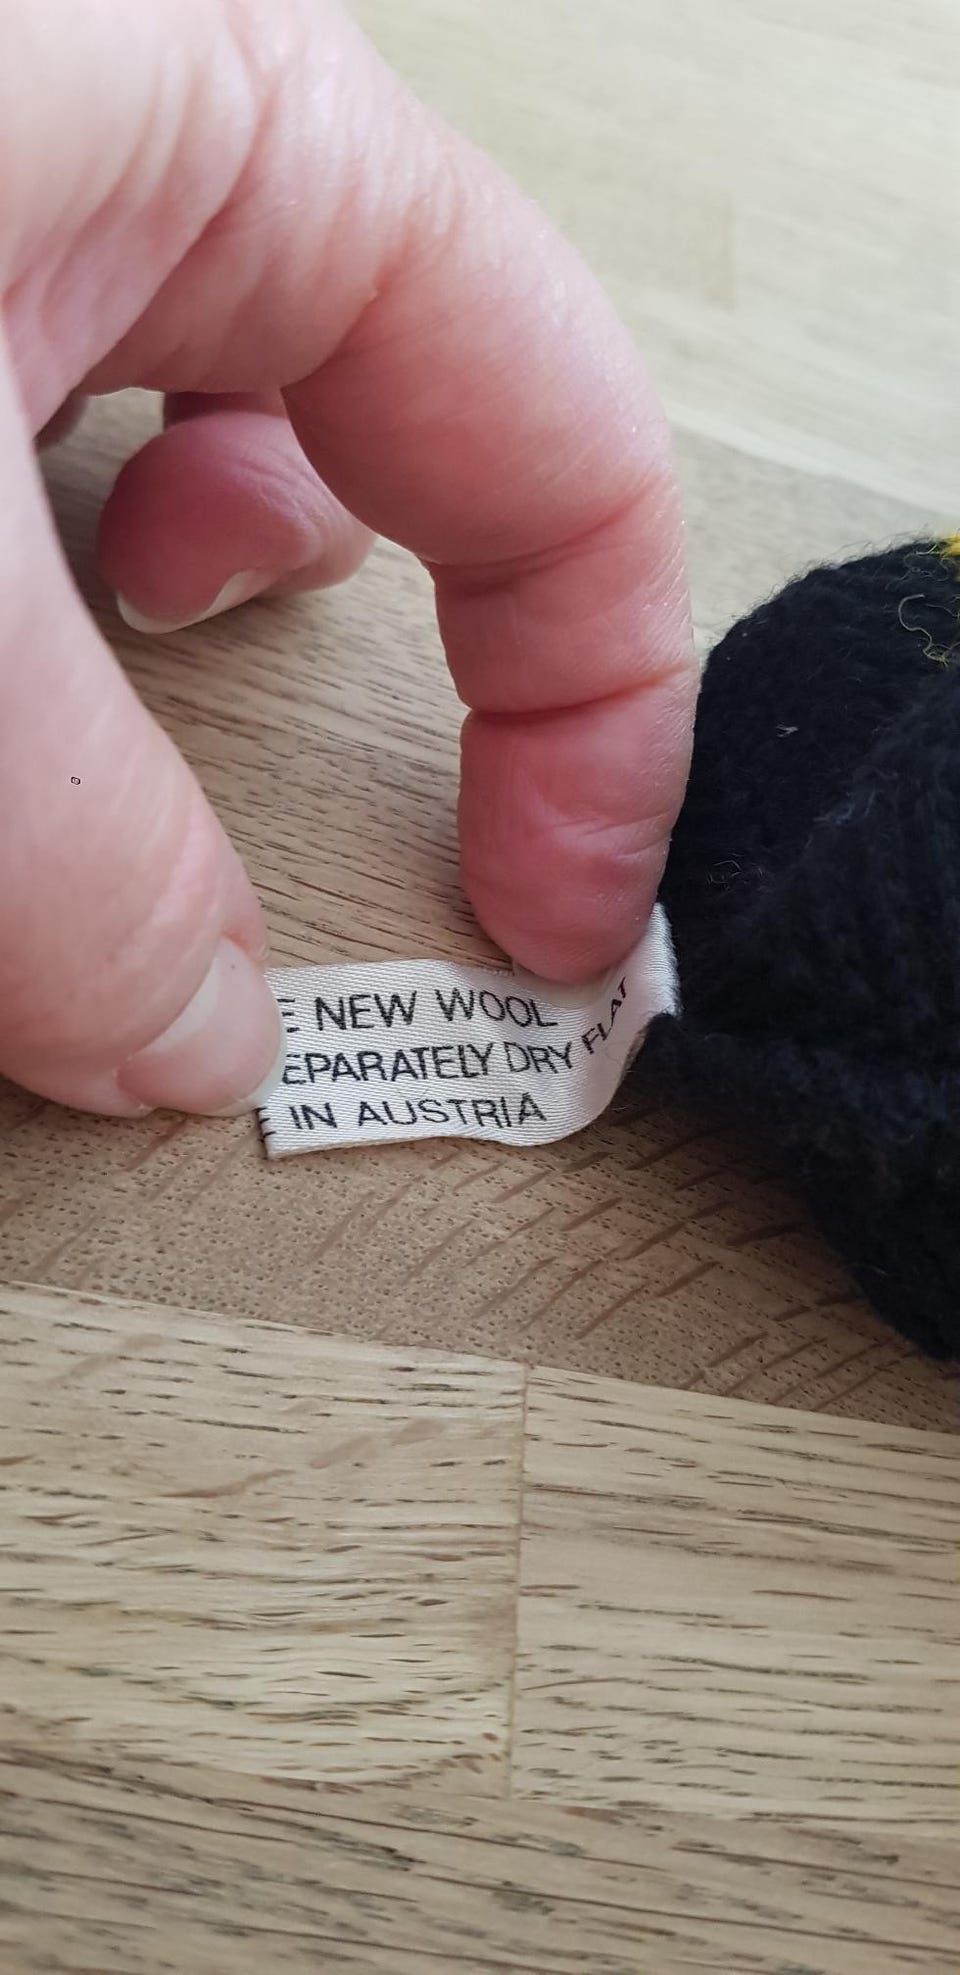 E NEW WOOL
EPARATELY DRY FLAT
E IN AUSTRIA